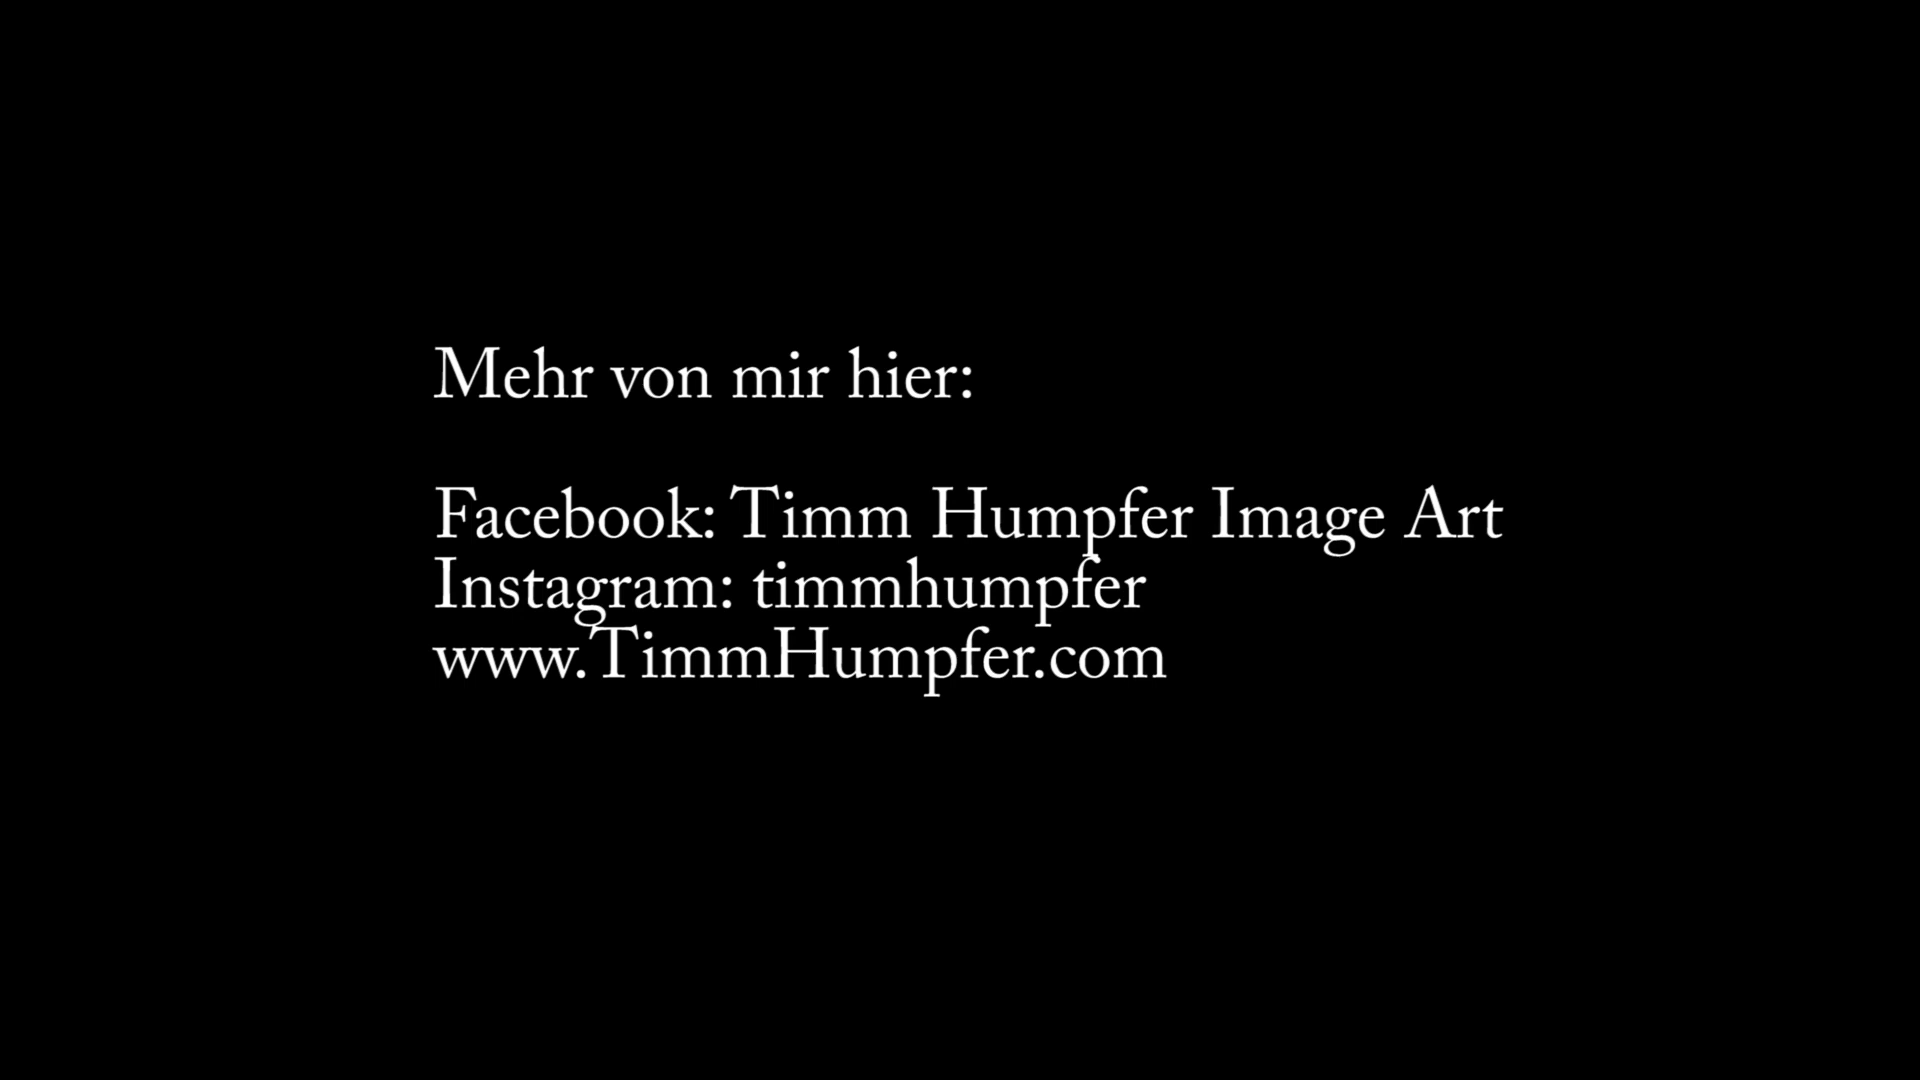 Mehr von mir hier:
Facebook: Timm Humpfer Image Art
Instagram: timmhumpfer
www.TimmHumpfer.com